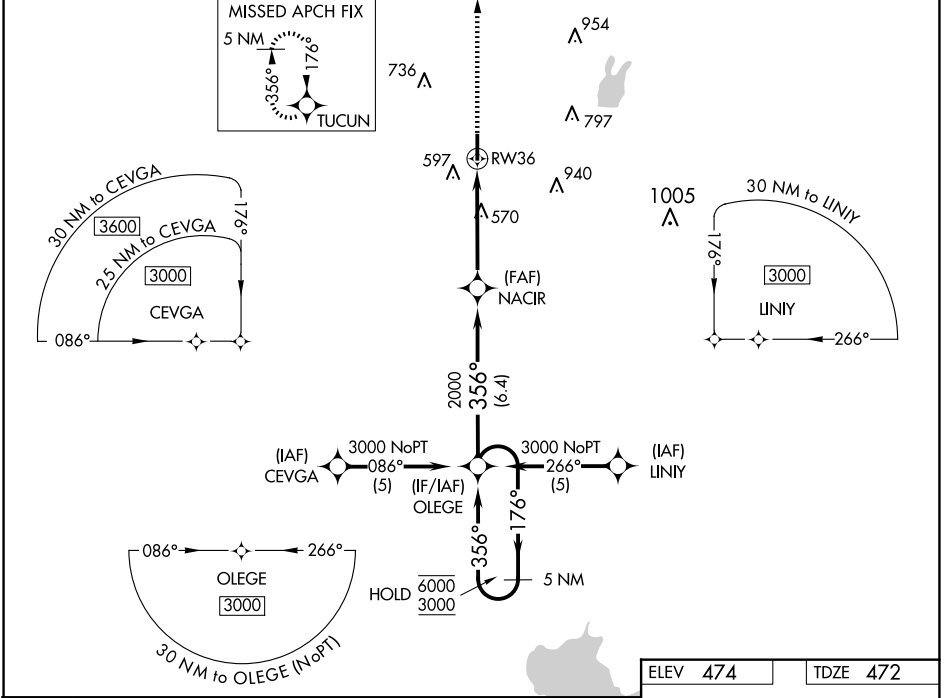 MISSED APCH FIX
5 NM
176°
356°
TUCUN
954
736
797
597
RW36
940
570
1005
30 NM to CEVGA
3600
25 NM to CEVGA
3000
176°
CEVGA
086°
30 NM to LINIY
176°
3000
LINIY
266°
(FAF)
NACIR
2000
356°
(6.4)
(IAF)
CEVGA
3000 NoPT
086°
(5)
(IF/IAF)
OLEGE
3000 NoPT
266°
(5)
(IAF)
LINIY
356°
176°
HOLD
6000
3000
5 NM
086°
266°
OLEGE
3000
30 NM to OLEGE (NoPT)
ELEV 474
TDZE 472